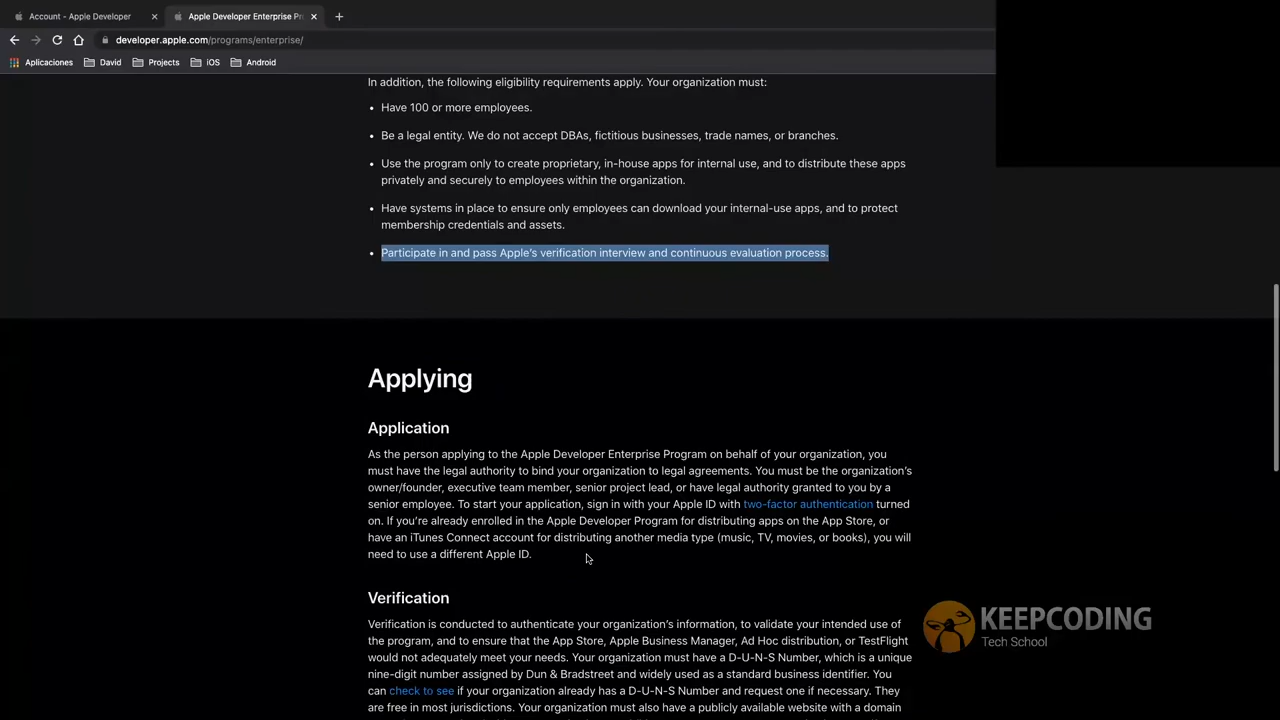 Account - Apple Developer
Apple Developer Enterprise Pr
developer.apple.com/programs/enterprise/
Aplicaciones David Projects iOS Android
In addition, the following eligibility requirements apply. Your organization must:
• Have 100 or more employees.
• Be a legal entity. We do not accept DBAs, fictitious businesses, trade names, or branches.
• Use the program only to create proprietary, in-house apps for internal use, and to distribute these apps
privately and securely to employees within the organization.
• Have systems in place to ensure only employees can download your internal-use apps, and to protect
membership credentials and assets.
• Participate in and pass Apple's verification interview and continuous evaluation process.
Applying
Application
As the person applying to the Apple Developer Enterprise Program on behalf of your organization, you
must have the legal authority to bind your organization to legal agreements. You must be the organization's
owner/founder, executive team member, senior project lead, or have legal authority granted to you by a
senior employee. To start your application, sign in with your Apple ID with two-factor authentication turned
on. If you're already enrolled in the Apple Developer Program for distributing apps on the App Store, or
have an iTunes Connect account for distributing another media type (music, TV, movies, or books), you will
need to use a different Apple ID.
Verification
Verification is conducted to authenticate your organization's information, to validate your intended use of
the program, and to ensure that the App Store, Apple Business Manager, Ad Hoc distribution, or TestFlight
would not adequately meet your needs. Your organization must have a D-U-N-S Number, which is a unique
nine-digit number assigned by Dun & Bradstreet and widely used as a standard business identifier. You
can check to see if your organization already has a D-U-N-S Number and request one if necessary. They
are free in most jurisdictions. Your organization must also have a publicly available website with a domain
KEEPCODING
Tech School